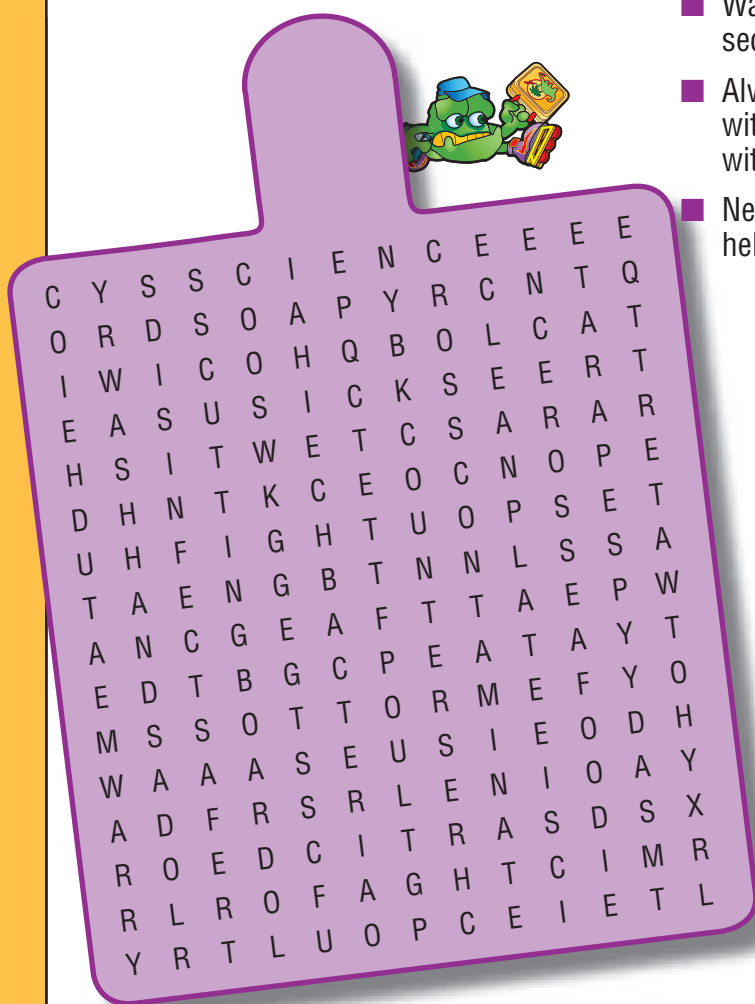 C Y S S C I E N C E E E E
O R D S O A P Y R C N T Q
I W I C O H Q B O L C A T
E A S U S I C K S E E R T
H S I T W E T C S A R A R
D H N T K C E O C N O P E
U H F I G H T U O P S E T
T A E N G B T N N L S S A
A N C G E A F T T A E P W
E D T B G C P E A T A Y T
M S S O T T O R M E F Y O
W A A A S E U S I E O D H
A D F R S R L E N I O A Y
R O E D C I T R A S D S X
R L R O F A G H T C I M R
Y R T L U O P C E I E T L